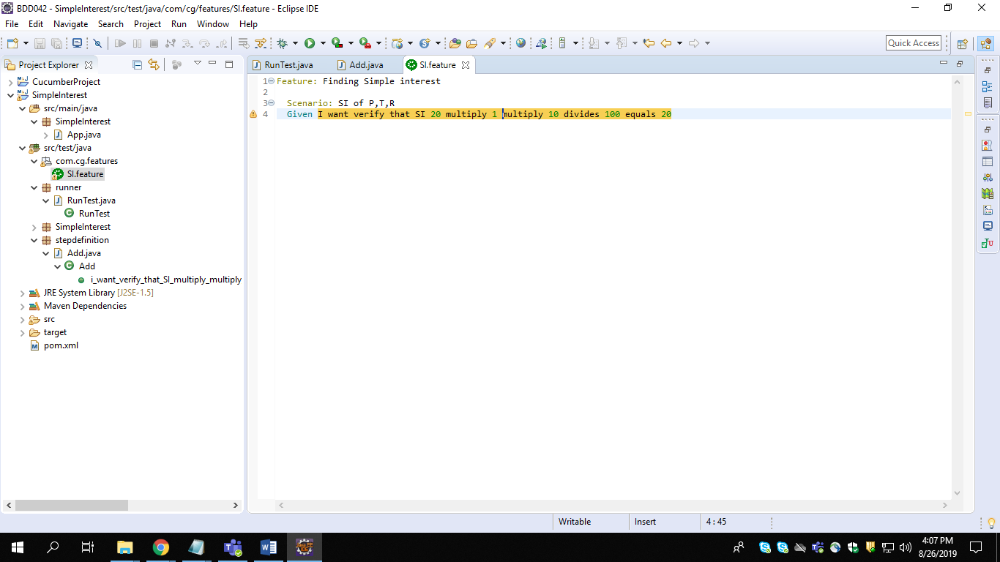 BDD042 - SimpleInterest/src/test/java/com/cg/features/SI.feature - Eclipse IDE
File Edit Navigate Search Project Run Window Help
Quick Access
Project Explorer
RunTest.java Add.java SI.feature
CucumberProject
SimpleInterest
src/main/java
SimpleInterest
App.java
src/test/java
com.cg.features
SI.feature
runner
RunTest.java
RunTest
SimpleInterest
stepdefinition
Add.java
Add
i_want_verify_that_SI_multiply_multiply
JRE System Library [J2SE-1.5]
Maven Dependencies
src
target
pom.xml
1 Feature: Finding Simple interest
2
3 Scenario: SI of P,T,R
4 Given I want verify that SI 20 multiply 1 multiply 10 divides 100 equals 20
Writable Insert 4 : 45
4:07 PM
8/26/2019